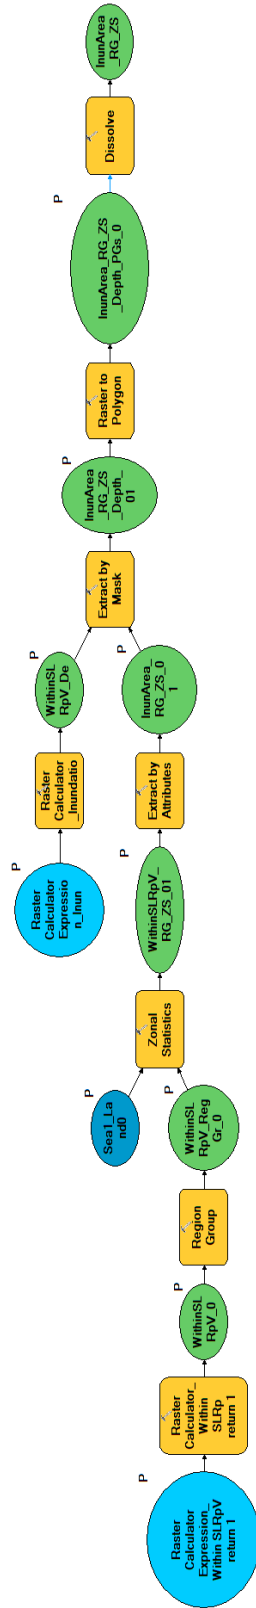 P
Raster
Calculator
Expression_
Within SLRpV
return 1
Raster
Calculator_
Within
SLRp
return 1
P
WithinSL
RpV_0
Region
Group
P
WithinSL
RpV_Reg
Gr_0
P
Sea1_La
nd0
Zonal
Statistics
P
WithinSLRpV_
RG_ZS_01
Extract by
Attributes
P
InunArea_
RG_ZS_0
1
P
Raster
Calculator
Expressio
n_Inun
Raster
Calculator
_Inundatio
P
WithinSL
RpV_De
Extract by
Mask
P
InunArea
_RG_ZS
_Depth_
01
Raster to
Polygon
P
InunArea_RG_ZS
_Depth_PGs_0
Dissolve
InunArea
_RG_ZS